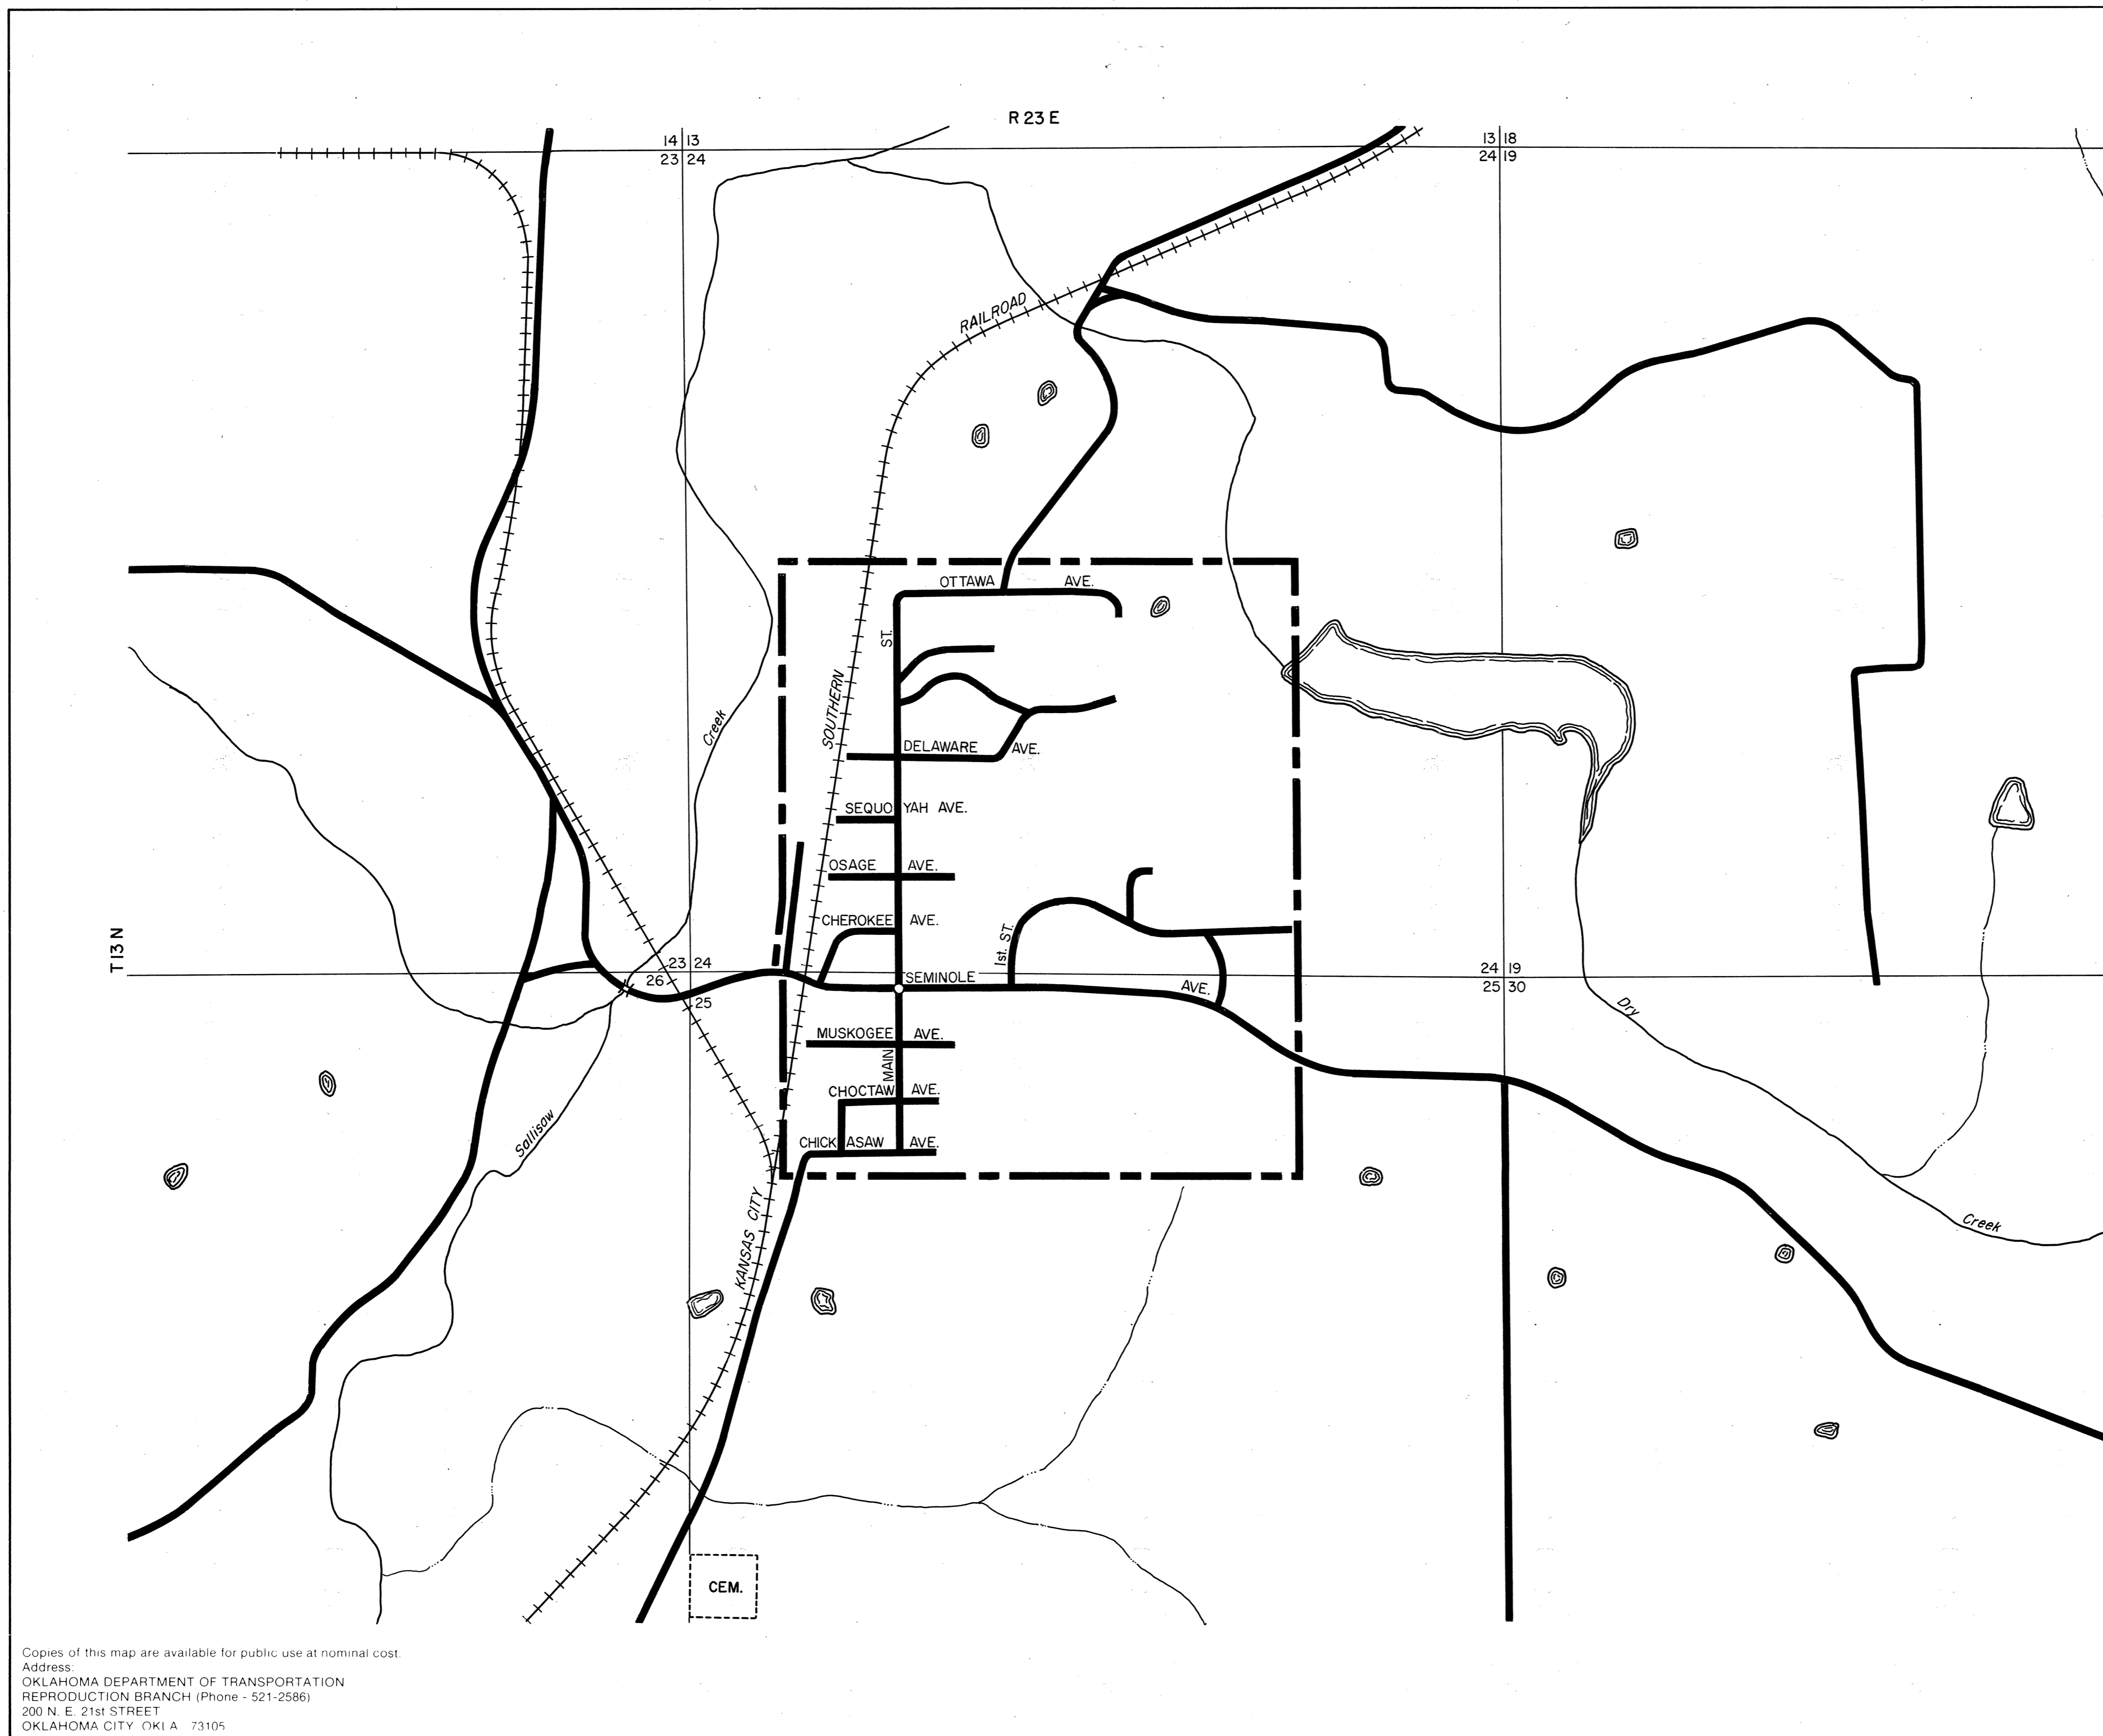 R 23 E
14 13
23 24
13 18
24 19
RAILROAD
OTTAWA AVE.
ST.
SOUTHERN
Creek
DELAWARE AVE.
SEQUO YAH AVE.
OSAGE AVE.
CHEROKEE AVE.
1st. ST.
T 13 N
23 24
26
25
SEMINOLE
AVE.
24 19
25 30
Dry
MUSKOGEE AVE.
MAIN
CHOCTAW AVE.
CHICK ASAW AVE.
Sallisaw
KANSAS CITY
Creek
CEM.
Copies of this map are available for public use at nominal cost.
Address:
OKLAHOMA DEPARTMENT OF TRANSPORTATION
REPRODUCTION BRANCH (Phone - 521-2586)
200 N. E. 21st STREET
OKLAHOMA CITY, OKLA. 73105